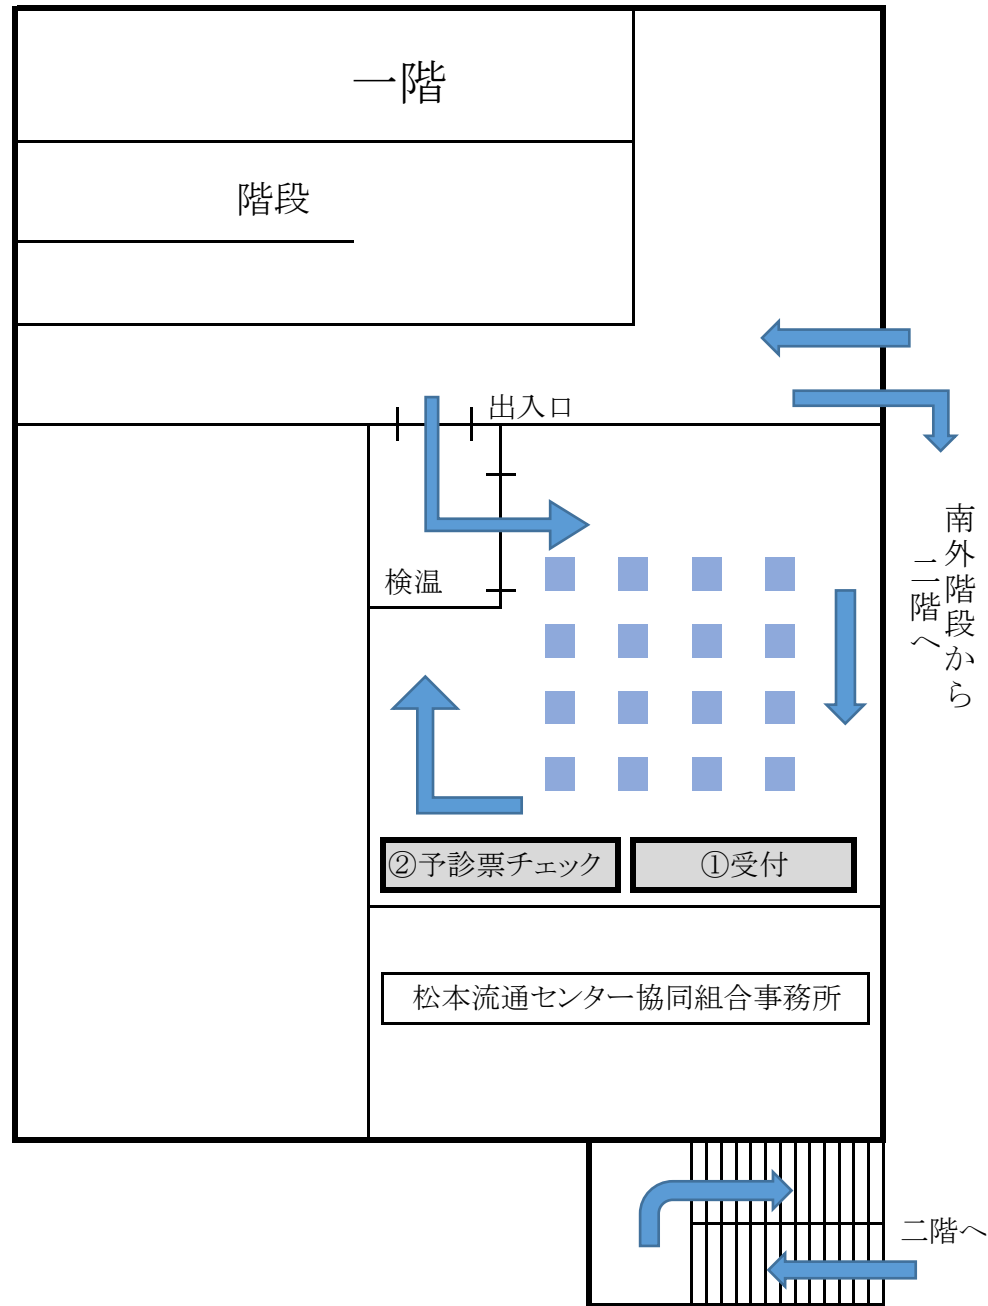 一階
階段
出入口
南外階段から
二階へ
検温
②予診票チェック
①受付
松本流通センター協同組合事務所
二階へ